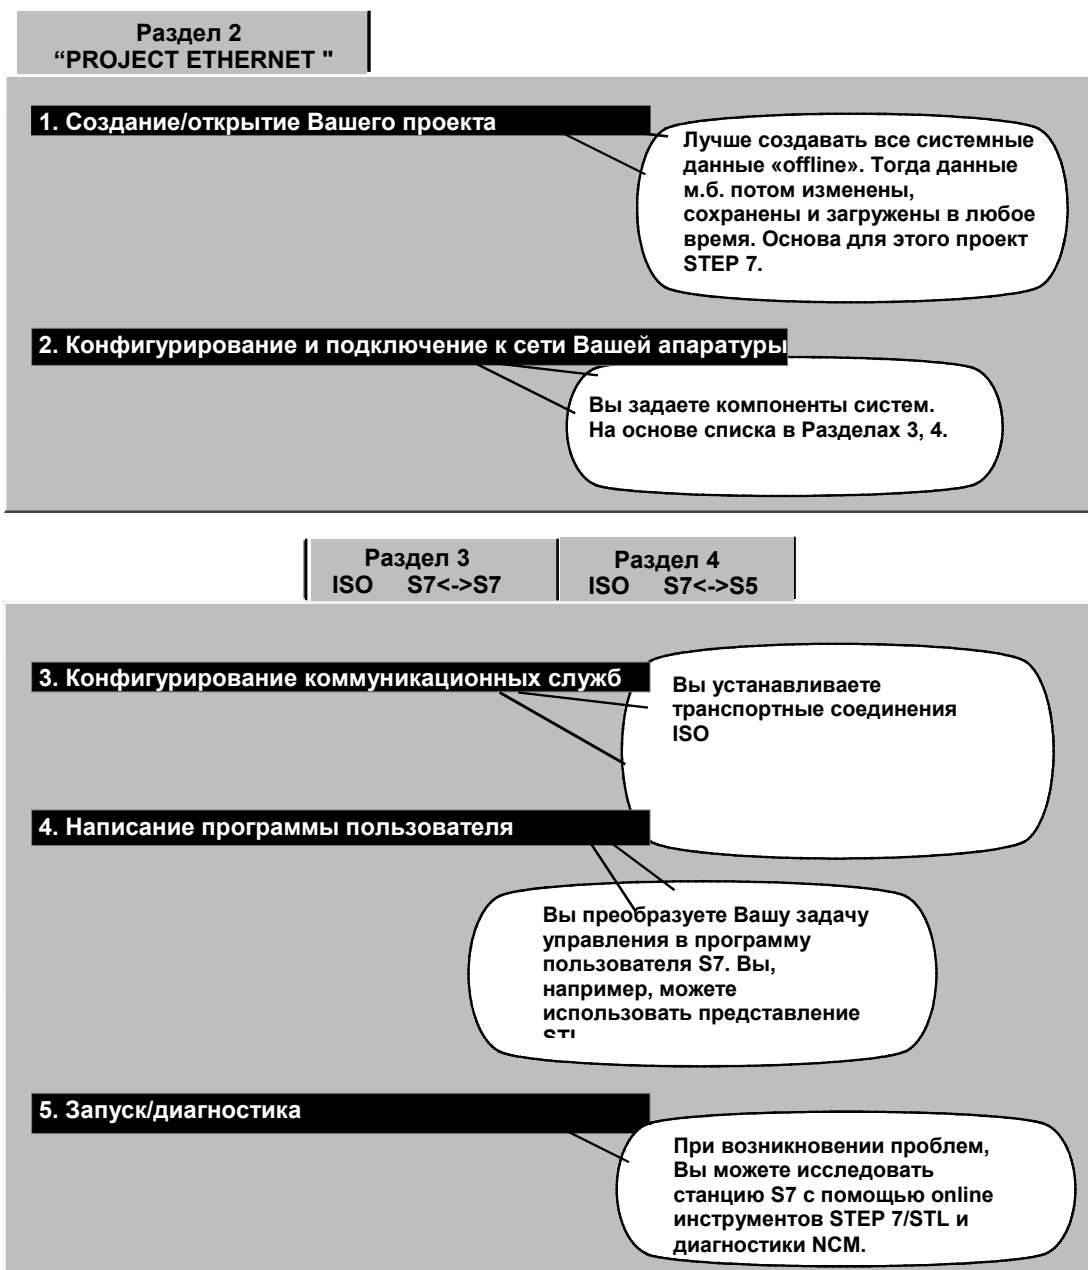 Раздел 2
“PROJECT ETHERNET "
1. Создание/открытие Вашего проекта
Лучше создавать все системные
данные «offline». Тогда данные
м.б. потом изменены,
сохранены и загружены в любое
время. Основа для этого проект
STEP 7.
2. Конфигурирование и подключение к сети Вашей апаратуры
Вы задаете компоненты систем.
На основе списка в Разделах 3, 4.
Раздел 3
ISO S7<->S7
Раздел 4
ISO S7<->S5
3. Конфигурирование коммуникационных служб
Вы устанавливаете
транспортные соединения
ISO
4. Написание программы пользователя
Вы преобразуете Вашу задачу
управления в программу
пользователя S7. Вы,
например, можете
использовать представление
STL
5. Запуск/диагностика
При возникновении проблем,
Вы можете исследовать
станцию S7 с помощью online
инструментов STEP 7/STL и
диагностики NCM.